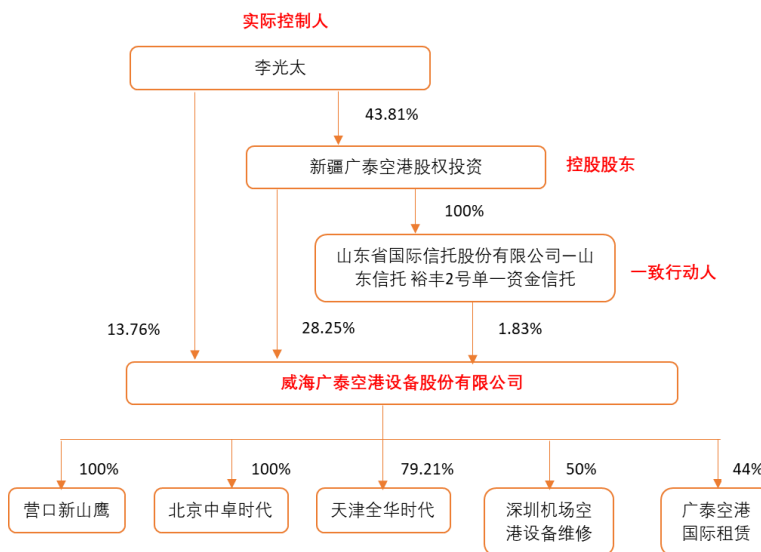 实际控制人
李光太
43.81%
新疆广泰空港股权投资
控股股东
100%
山东省国际信托股份有限公司—山
东信托 裕丰2号单一资金信托
一致行动人
13.76%
28.25%
1.83%
威海广泰空港设备股份有限公司
100%
100%
79.21%
50%
44%
营口新山鹰
北京中卓时代
天津全华时代
深圳机场空
港设备维修
广泰空港
国际租赁